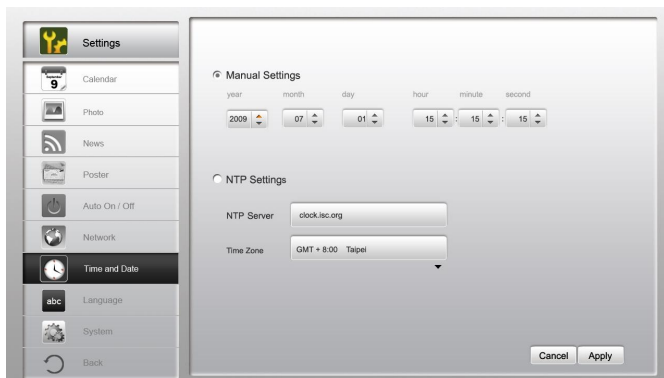 Settings
September
9
Calendar
Photo
News
Poster
Auto On / Off
Network
Time and Date
abc
Language
System
Back
Manual Settings
year month day hour minute second
2009 07 01 15 : 15 : 15
NTP Settings
NTP Server clock.isc.org
Time Zone GMT + 8:00 Taipei
Cancel Apply